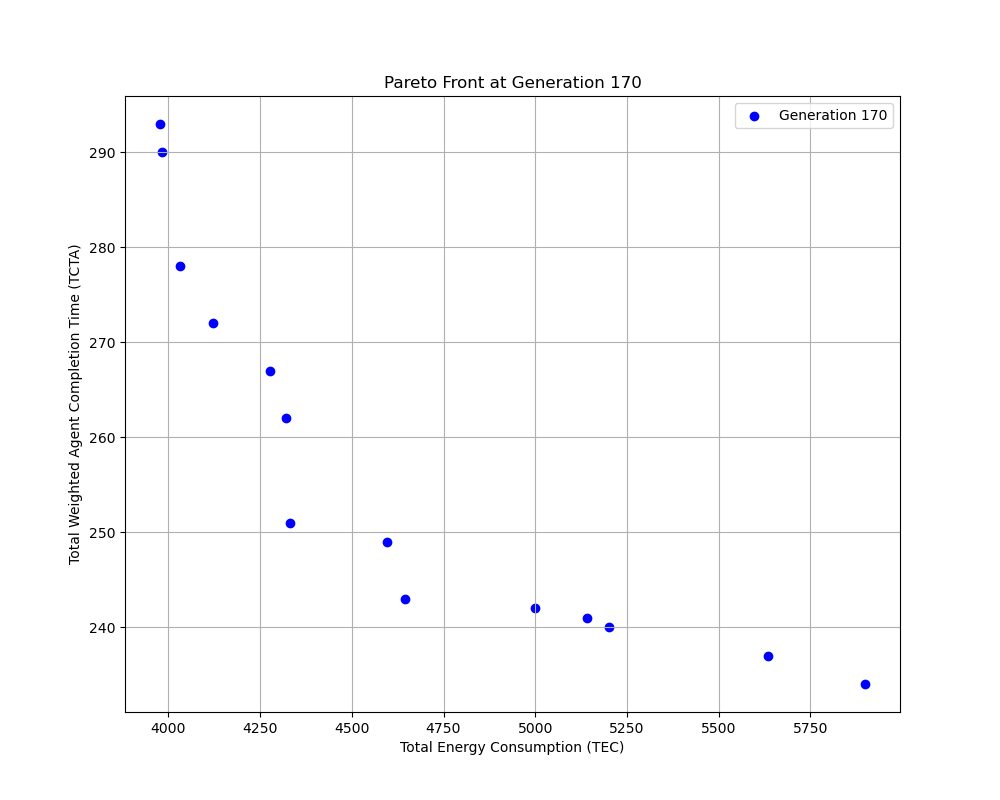 Pareto Front at Generation 170
Generation 170
Total Weighted Agent Completion Time (TCTA)
290
280
270
260
250
240
4000 4250 4500 4750 5000 5250 5500 5750
Total Energy Consumption (TEC)